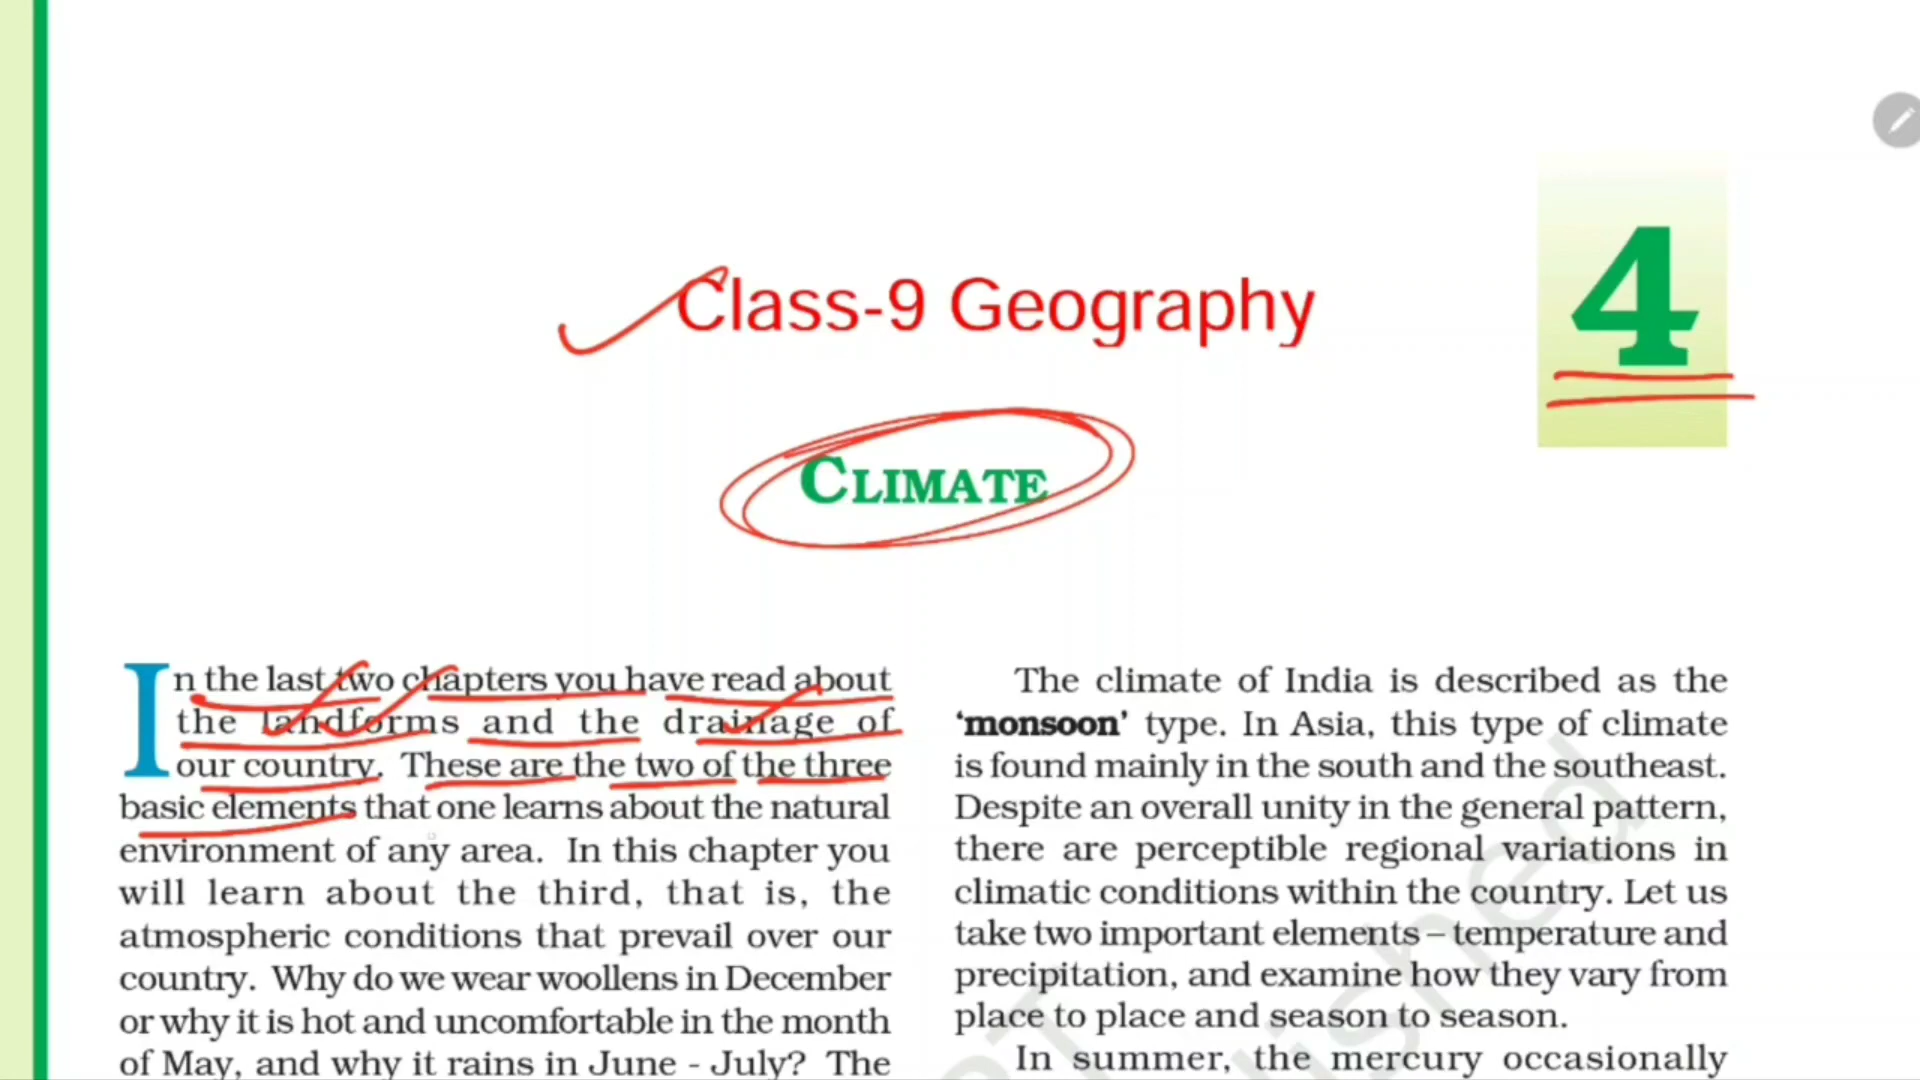 Class-9 Geography
4
CLIMATE
In the last two chapters you have read about
the landforms and the drainage of
our country. These are the two of the three
basic elements that one learns about the natural
environment of any area. In this chapter you
will learn about the third, that is, the
atmospheric conditions that prevail over our
country. Why do we wear woollens in December
or why it is hot and uncomfortable in the month
of May, and why it rains in June - July? The
The climate of India is described as the
‘monsoon’ type. In Asia, this type of climate
is found mainly in the south and the southeast.
Despite an overall unity in the general pattern,
there are perceptible regional variations in
climatic conditions within the country. Let us
take two important elements – temperature and
precipitation, and examine how they vary from
place to place and season to season.
In summer, the mercury occasionally